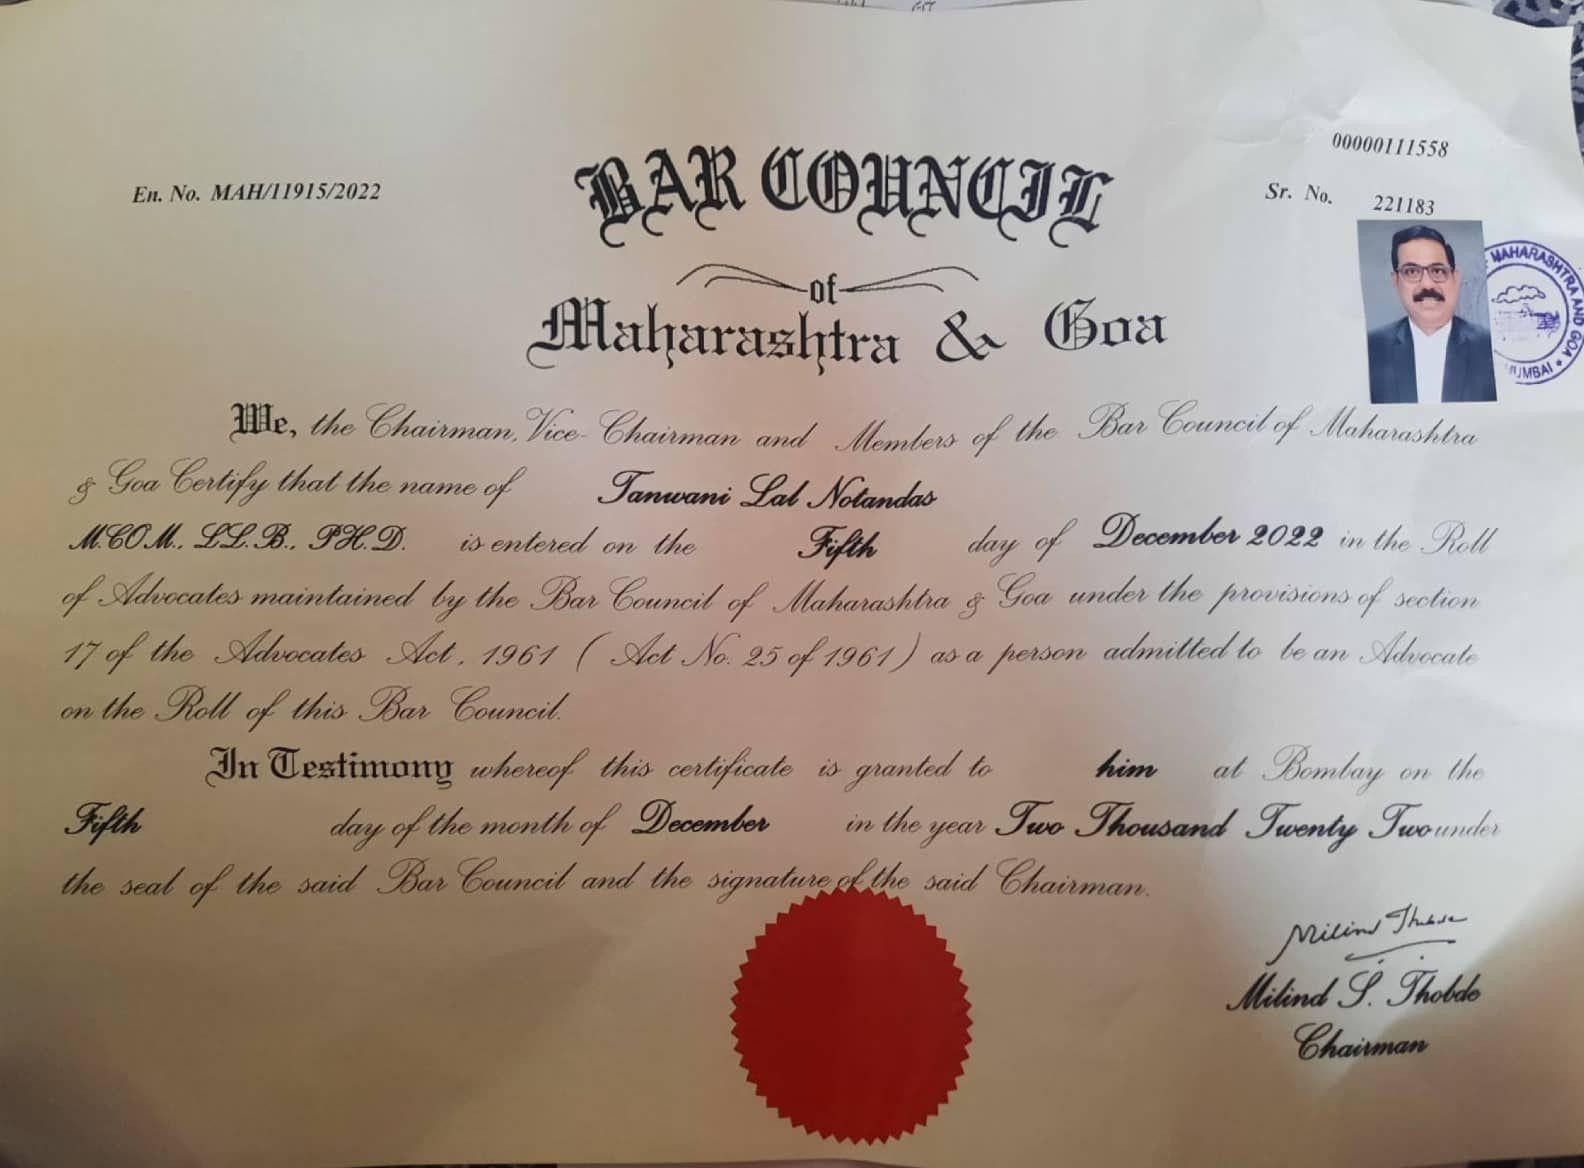 00000111558
En. No. MAH/11915/2022
BAR COUNCIL
Sr. No. 221183
of
Maharashtra & Goa
MAHARASHTRA AND GOA
MUMBAI
We, the Chairman, Vice-Chairman and Members of the Bar Council of Maharashtra
& Goa Certify that the name of Tanwani Lal Notandas
M.COM., LL.B., PH.D. is entered on the Fifth day of December 2022 in the Roll
of Advocates maintained by the Bar Council of Maharashtra & Goa under the provisions of section
17 of the Advocates Act, 1961 ( Act No. 25 of 1961 ) as a person admitted to be an Advocate
on the Roll of this Bar Council.
In Testimony whereof this certificate is granted to him at Bombay on the
Fifth day of the month of December in the year Two Thousand Twenty Two under
the seal of the said Bar Council and the signature of the said Chairman.
Milind Thobde
Milind S. Thobde
Chairman